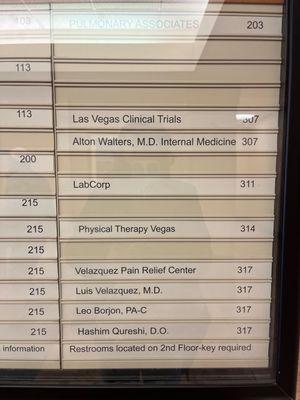 103 PULMONARY ASSOCIATES 203
113
113 Las Vegas Clinical Trials 307
Alton Walters, M.D. Internal Medicine 307
200
LabCorp 311
215
215 Physical Therapy Vegas 314
215
215 Velazquez Pain Relief Center 317
215 Luis Velazquez, M.D. 317
215 Leo Borjon, PA-C 317
215 Hashim Qureshi, D.O. 317
information Restrooms located on 2nd Floor-key required